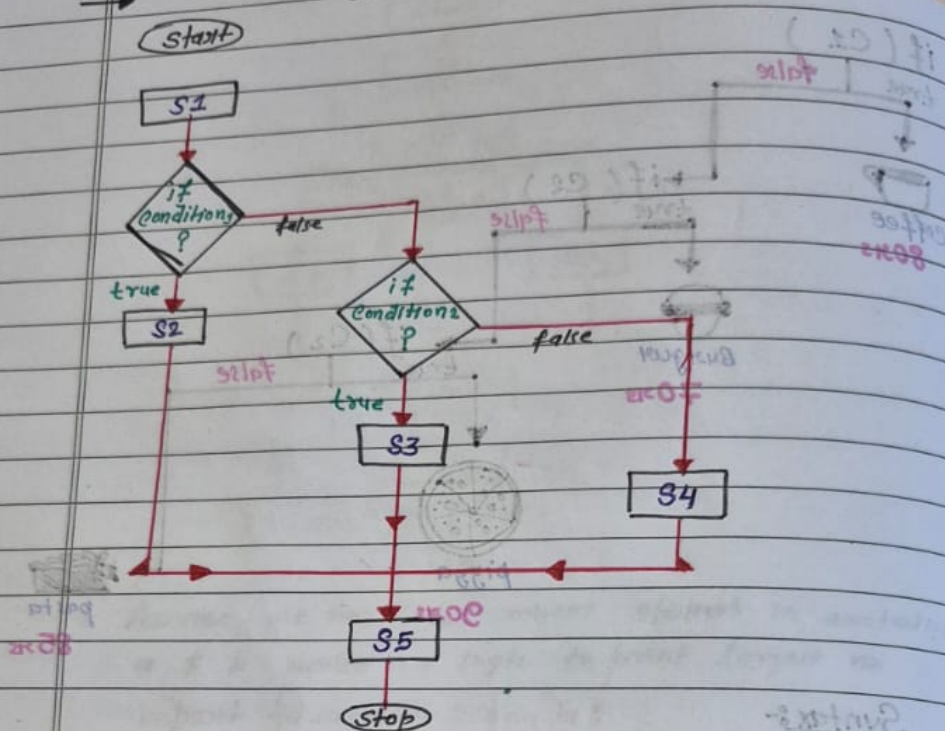 Start
S1
if
Condition1
?
false
true
S2
if
Condition2
?
false
true
S3
S4
S5
Stop